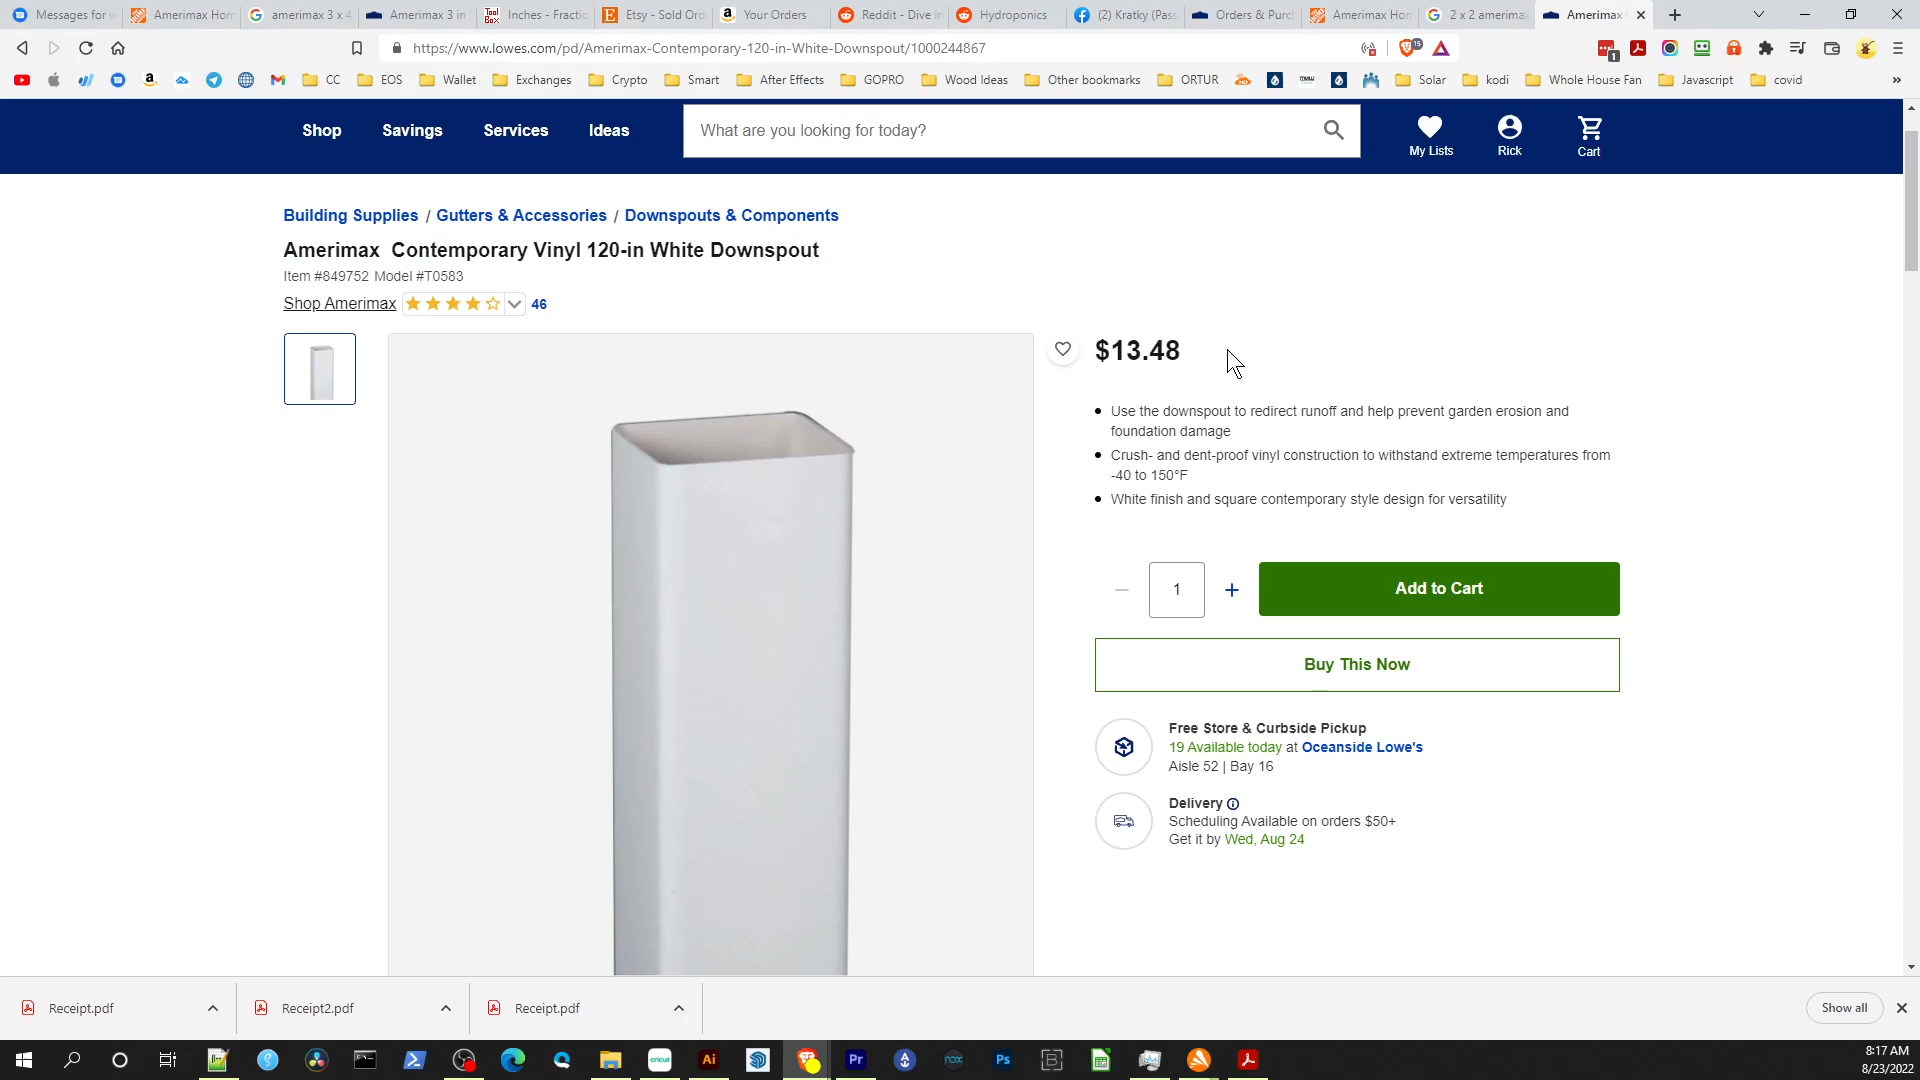 Messages for w
Amerimax Hom
amerimax 3 x 4
Amerimax 3 in
Inches - Fractio
Etsy - Sold Ord
Your Orders
Reddit - Dive in
Hydroponics
(2) Kratky (Pass
Orders & Purch
Amerimax Hom
2 x 2 amerimax
Amerimax
https://www.lowes.com/pd/Amerimax-Contemporary-120-in-White-Downspout/1000244867
15
1
CC
EOS
Wallet
Exchanges
Crypto
Smart
After Effects
GOPRO
Wood Ideas
Other bookmarks
ORTUR
Solar
kodi
Whole House Fan
Javascript
covid
»
Shop
Savings
Services
Ideas
What are you looking for today?
My Lists
Rick
Cart
Building Supplies / Gutters & Accessories / Downspouts & Components
Amerimax Contemporary Vinyl 120-in White Downspout
Item #849752 Model #T0583
Shop Amerimax
46
$13.48
Use the downspout to redirect runoff and help prevent garden erosion and
foundation damage
Crush- and dent-proof vinyl construction to withstand extreme temperatures from
-40 to 150°F
White finish and square contemporary style design for versatility
1
Add to Cart
Buy This Now
Free Store & Curbside Pickup
19 Available today at Oceanside Lowe's
Aisle 52 | Bay 16
Delivery
Scheduling Available on orders $50+
Get it by Wed, Aug 24
Receipt.pdf
Receipt2.pdf
Receipt.pdf
Show all
cricut
Ai
Pr
Ps
8:17 AM
8/23/2022